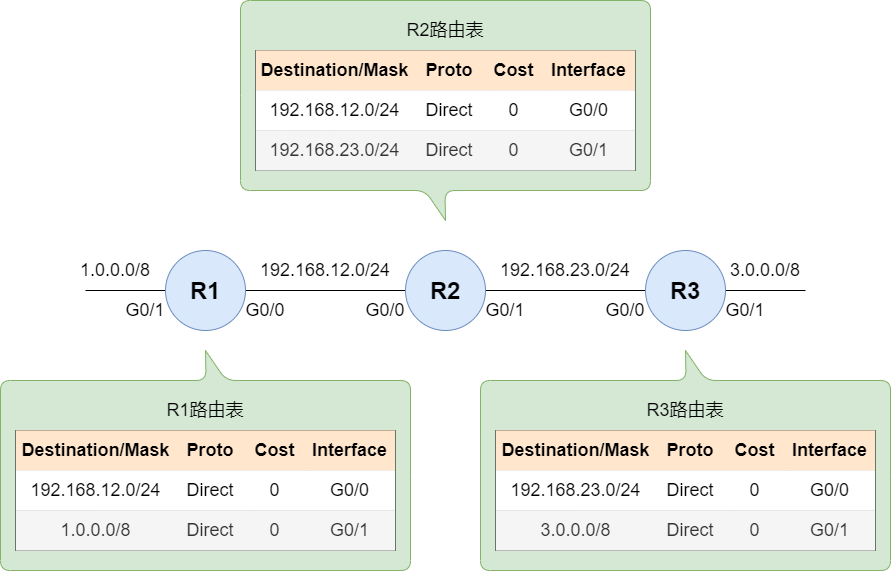 R2路由表
Destination/Mask Proto Cost Interface
192.168.12.0/24 Direct 0 G0/0
192.168.23.0/24 Direct 0 G0/1
1.0.0.0/8 192.168.12.0/24 192.168.23.0/24 3.0.0.0/8
R1 R2 R3
G0/1 G0/0 G0/0 G0/1 G0/0 G0/1
R1路由表
Destination/Mask Proto Cost Interface
192.168.12.0/24 Direct 0 G0/0
1.0.0.0/8 Direct 0 G0/1
R3路由表
Destination/Mask Proto Cost Interface
192.168.23.0/24 Direct 0 G0/0
3.0.0.0/8 Direct 0 G0/1